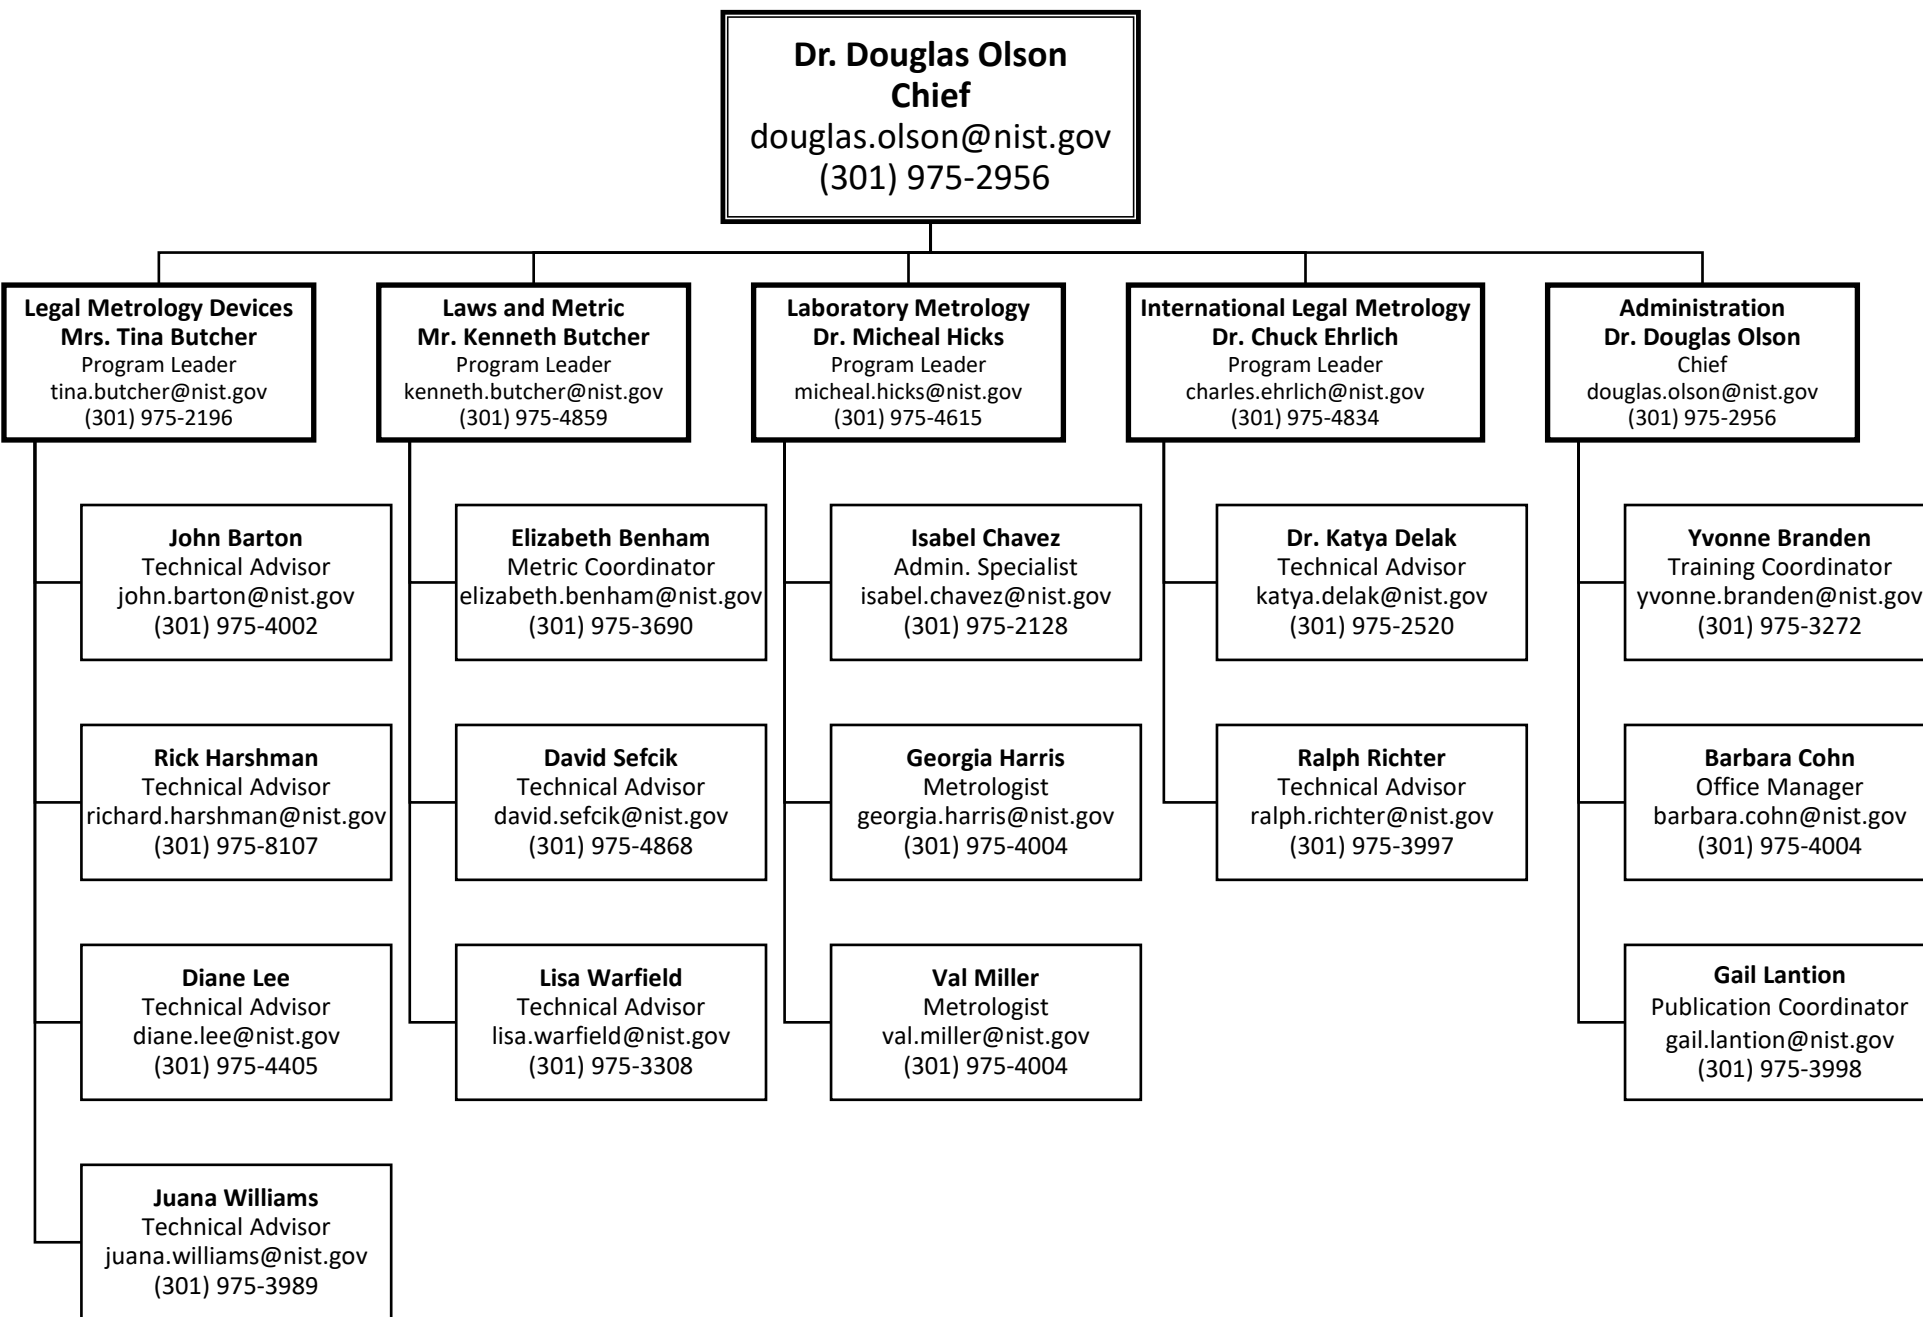 Dr. Douglas Olson
Chief
douglas.olson@nist.gov
(301) 975-2956
Legal Metrology Devices
Mrs. Tina Butcher
Program Leader
tina.butcher@nist.gov
(301) 975-2196
Laws and Metric
Mr. Kenneth Butcher
Program Leader
kenneth.butcher@nist.gov
(301) 975-4859
Laboratory Metrology
Dr. Micheal Hicks
Program Leader
micheal.hicks@nist.gov
(301) 975-4615
International Legal Metrology
Dr. Chuck Ehrlich
Program Leader
charles.ehrlich@nist.gov
(301) 975-4834
Administration
Dr. Douglas Olson
Chief
douglas.olson@nist.gov
(301) 975-2956
John Barton
Technical Advisor
john.barton@nist.gov
(301) 975-4002
Elizabeth Benham
Metric Coordinator
elizabeth.benham@nist.gov
(301) 975-3690
Isabel Chavez
Admin. Specialist
isabel.chavez@nist.gov
(301) 975-2128
Dr. Katya Delak
Technical Advisor
katya.delak@nist.gov
(301) 975-2520
Yvonne Branden
Training Coordinator
yvonne.branden@nist.gov
(301) 975-3272
Rick Harshman
Technical Advisor
richard.harshman@nist.gov
(301) 975-8107
David Sefcik
Technical Advisor
david.sefcik@nist.gov
(301) 975-4868
Georgia Harris
Metrologist
georgia.harris@nist.gov
(301) 975-4004
Ralph Richter
Technical Advisor
ralph.richter@nist.gov
(301) 975-3997
Barbara Cohn
Office Manager
barbara.cohn@nist.gov
(301) 975-4004
Diane Lee
Technical Advisor
diane.lee@nist.gov
(301) 975-4405
Lisa Warfield
Technical Advisor
lisa.warfield@nist.gov
(301) 975-3308
Val Miller
Metrologist
val.miller@nist.gov
(301) 975-4004
Gail Lantion
Publication Coordinator
gail.lantion@nist.gov
(301) 975-3998
Juana Williams
Technical Advisor
juana.williams@nist.gov
(301) 975-3989